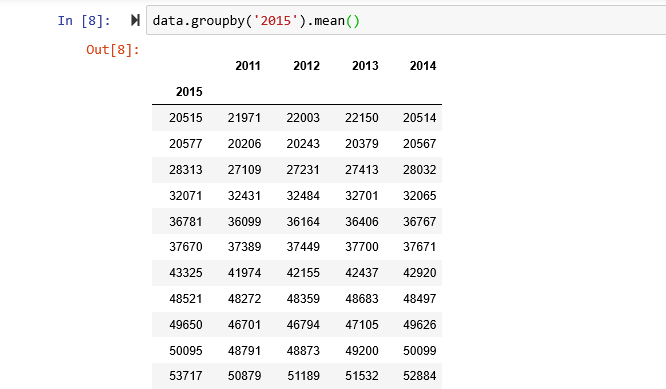 In [8]: data.groupby('2015').mean()
Out[8]:
2011 2012 2013 2014
2015
20515 21971 22003 22150 20514
20577 20206 20243 20379 20567
28313 27109 27231 27413 28032
32071 32431 32484 32701 32065
36781 36099 36164 36406 36767
37670 37389 37449 37700 37671
43325 41974 42155 42437 42920
48521 48272 48359 48683 48497
49650 46701 46794 47105 49626
50095 48791 48873 49200 50099
53717 50879 51189 51532 52884